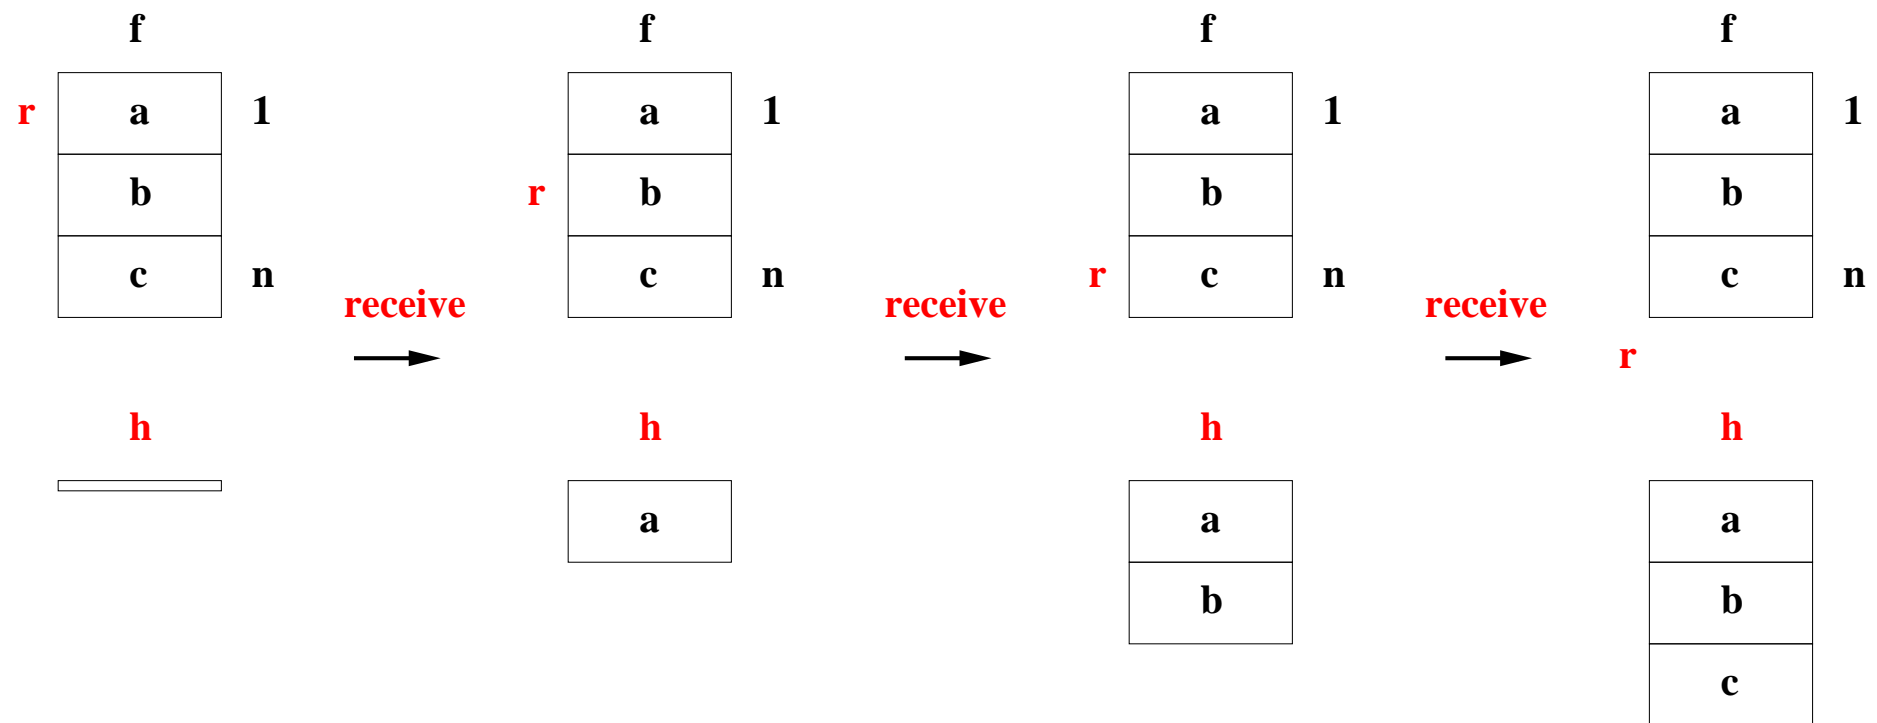 f f f f
r a 1 a 1 a 1 a 1
b r b b b
c n c n r c n c n
receive receive receive
r
h h h h
a a a
b b
c